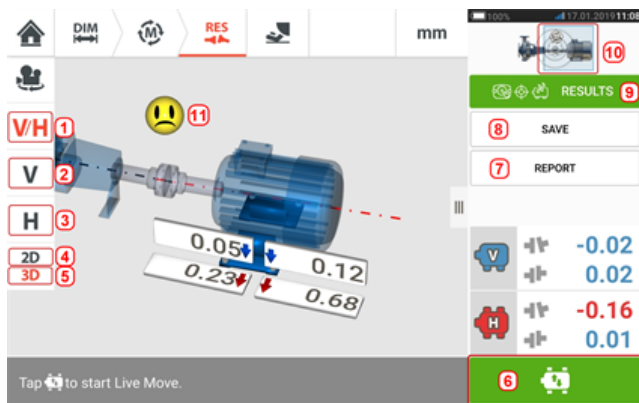 DIM
M
RES
mm
100%
17.01.2019 11:08
10
RESULTS 9
8 SAVE
7 REPORT
V/H 1
V 2
H 3
2D 4
3D 5
11
0.05
0.12
0.23
0.68
V -0.02
0.02
H -0.16
0.01
Tap to start Live Move.
6